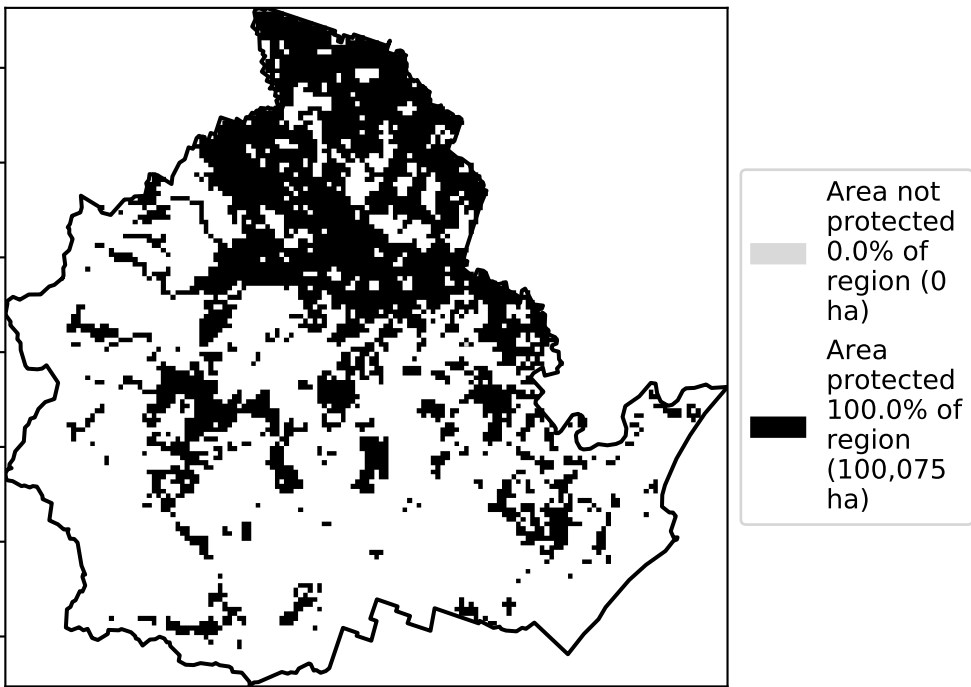 Area not
protected
0.0% of
region (0
ha)
Area
protected
100.0% of
region
(100,075
ha)